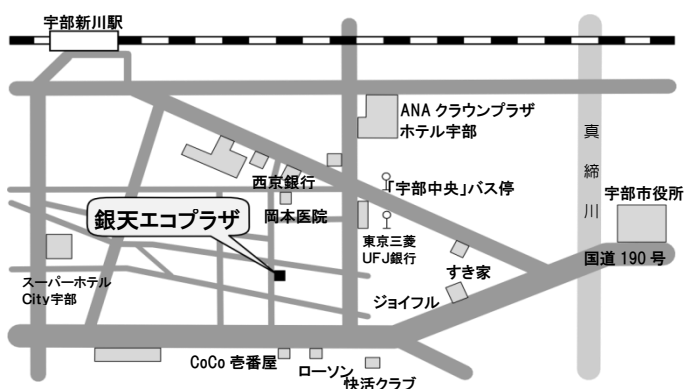 宇部新川駅
ANA クラウンプラザ
ホテル宇部
真締川
宇部市役所
西京銀行
「宇部中央」バス停
岡本医院
銀天エコプラザ
東京三菱
UFJ銀行
国道 190 号
すき家
スーパーホテル
City宇部
ジョイフル
CoCo 壱番屋
ローソン
快活クラブ